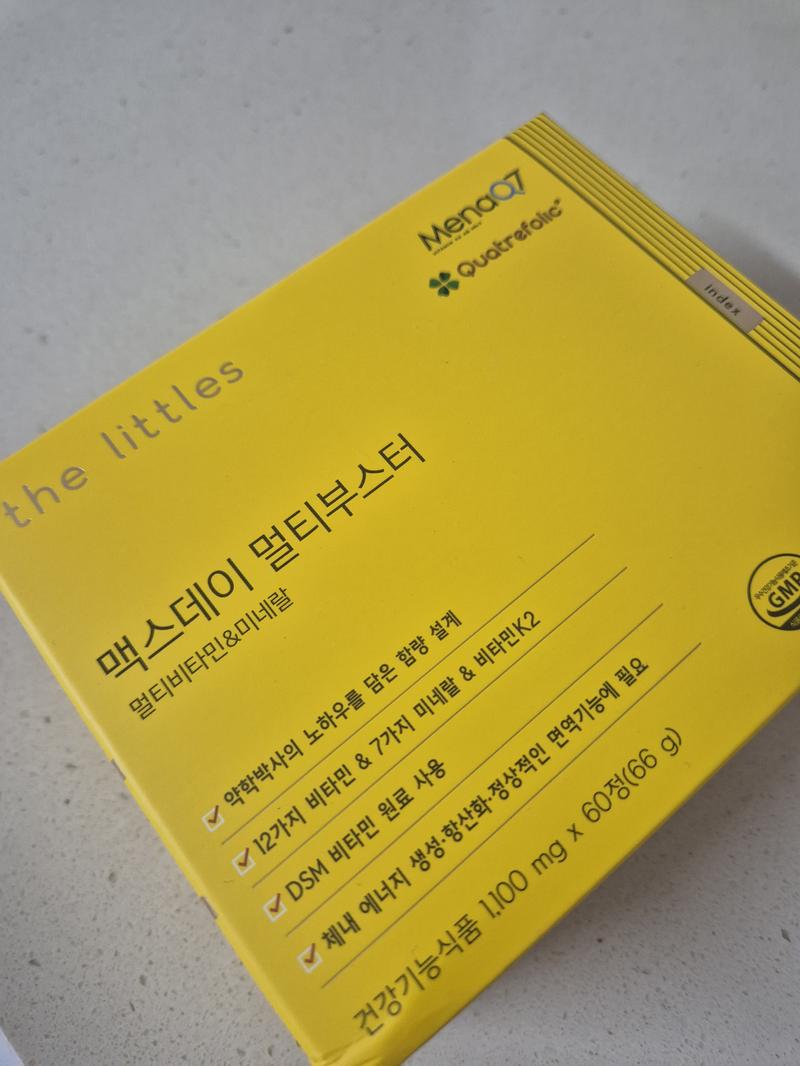 MenaQ7
Quatrefolic®
index
the littles
맥스데이 멀티부스터
멀티비타민&미네랄
약학박사의 노하우를 담은 함량 설계
12가지 비타민 & 7가지 미네랄 & 비타민K2
DSM 비타민 원료 사용
체내 에너지 생성·항산화·정상적인 면역기능에 필요
건강기능식품 1,100 mg x 60정(66 g)
GMP